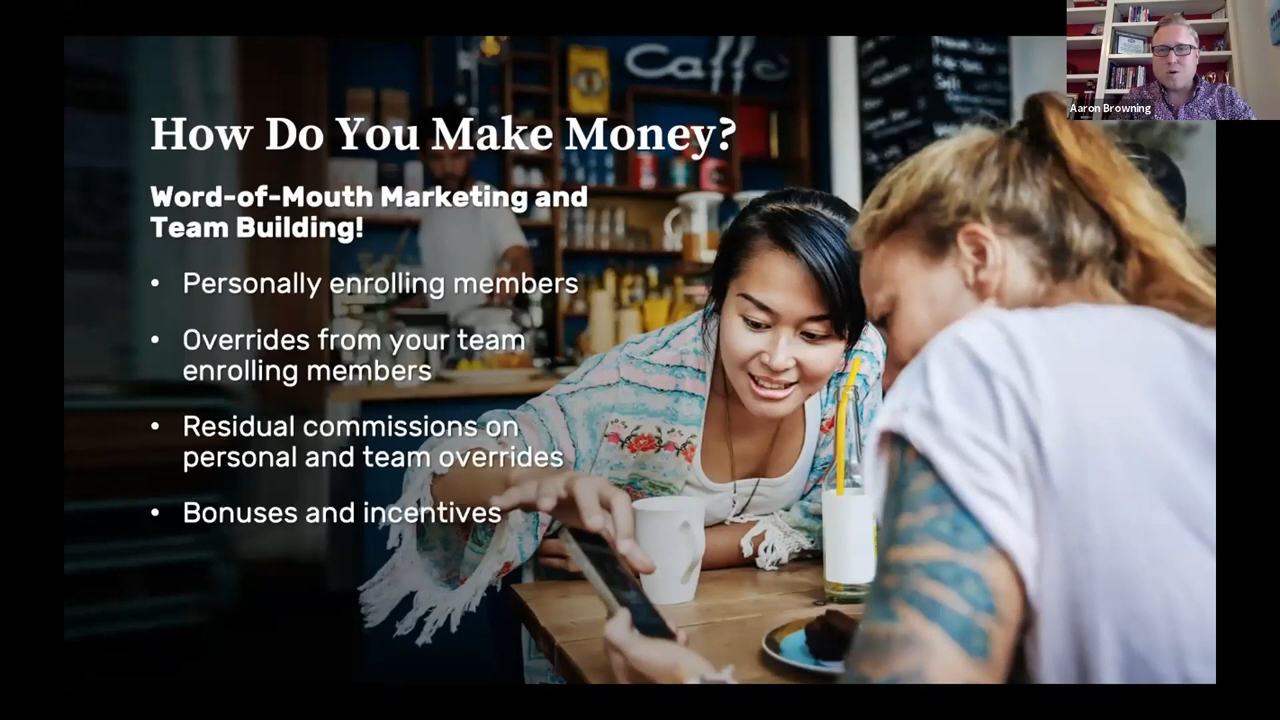 Caffe
Aaron Browning
How Do You Make Money?
Word-of-Mouth Marketing and
Team Building!
• Personally enrolling members
• Overrides from your team
enrolling members
• Residual commissions on
personal and team overrides
• Bonuses and incentives